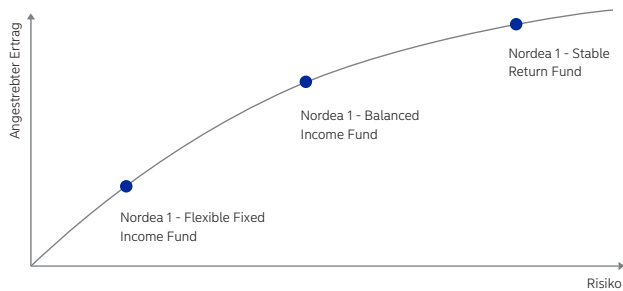 Angestrebter Ertrag
Nordea 1 - Stable
Return Fund
Nordea 1 - Balanced
Income Fund
Nordea 1 - Flexible Fixed
Income Fund
Risiko